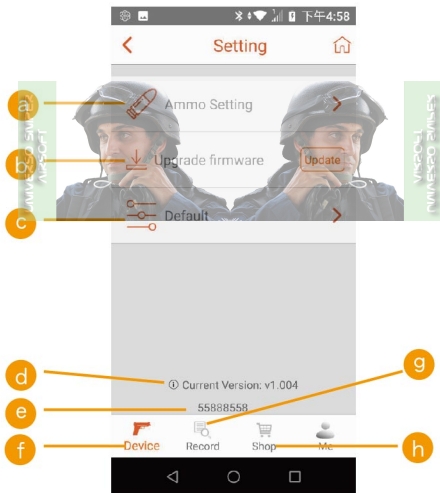 下午4:58
Setting
a
Ammo Setting
b
Upgrade firmware
Update
c
Default
d
Current Version: v1.004
e
55888558
g
f
Device
Record
Shop
Me
h